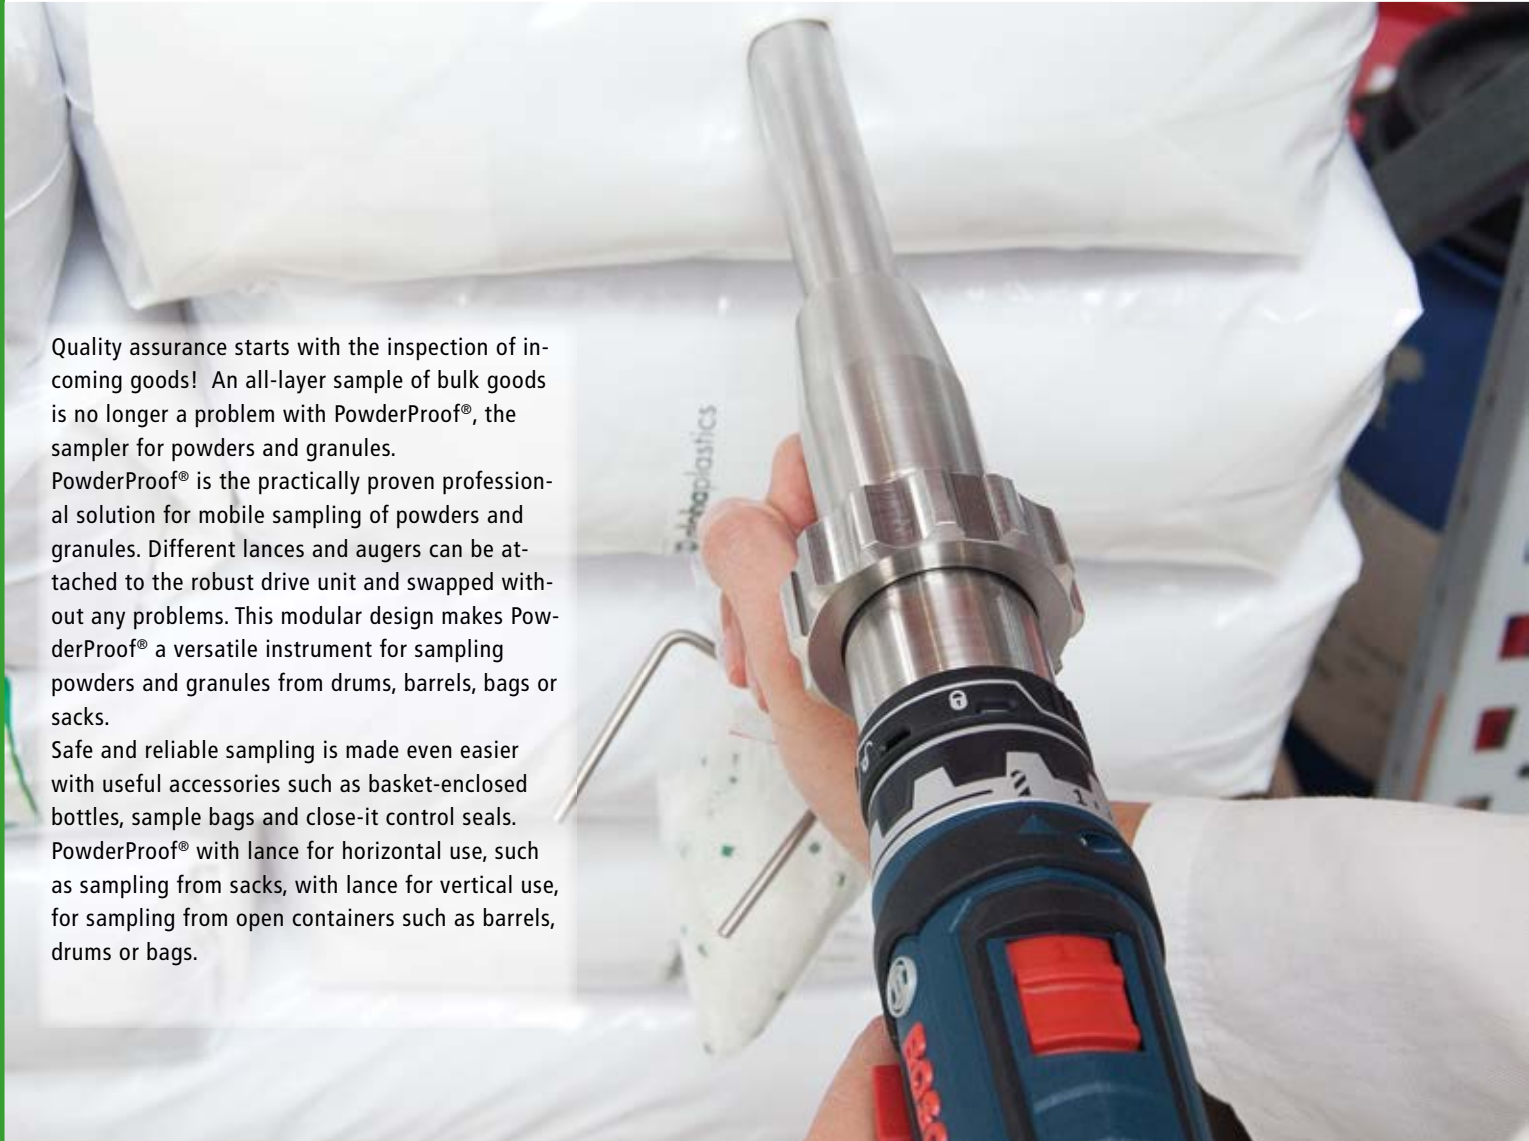 Quality assurance starts with the inspection of in-
coming goods!  An all-layer sample of bulk goods
is no longer a problem with PowderProof®, the
sampler for powders and granules.
PowderProof® is the practically proven profession-
al solution for mobile sampling of powders and
granules. Different lances and augers can be at-
tached to the robust drive unit and swapped with-
out any problems. This modular design makes Pow-
derProof® a versatile instrument for sampling
powders and granules from drums, barrels, bags or
sacks.
Safe and reliable sampling is made even easier
with useful accessories such as basket-enclosed
bottles, sample bags and close-it control seals.
PowderProof® with lance for horizontal use, such
as sampling from sacks, with lance for vertical use,
for sampling from open containers such as barrels,
drums or bags.
1